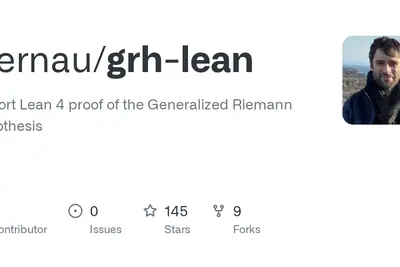 ernau/grh-lean
ort Lean 4 proof of the Generalized Riemann
othesis
0 145 9
ontributor Issues Stars Forks